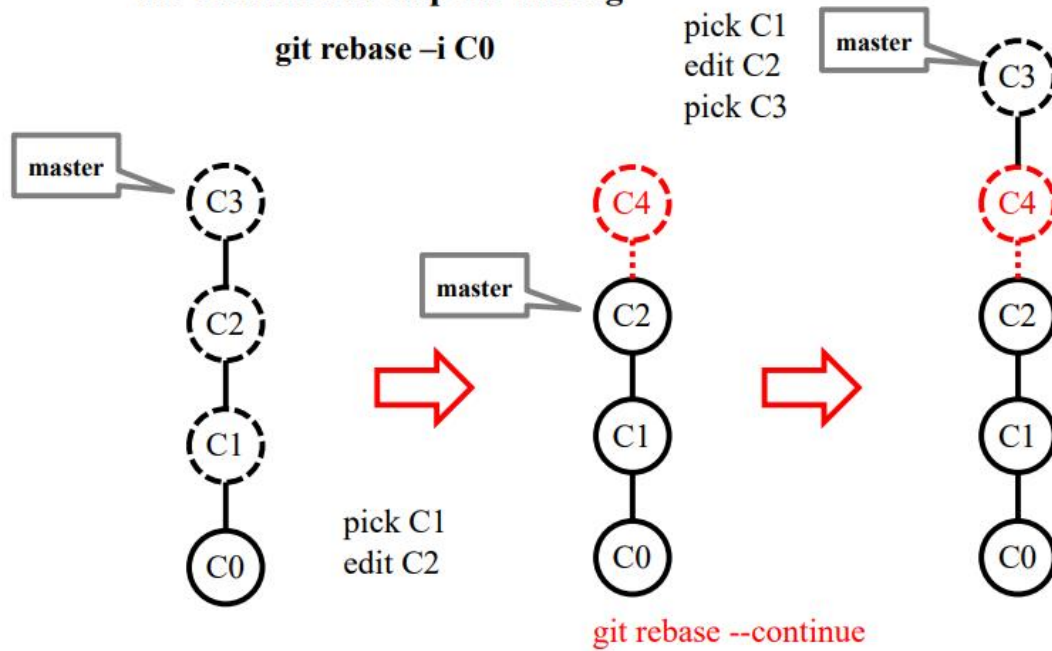 git rebase –i C0
pick C1
edit C2
pick C3
master
C3
C2
C1
C0
pick C1
edit C2
master
C4
C2
C1
C0
git rebase --continue
master
C3
C4
C2
C1
C0